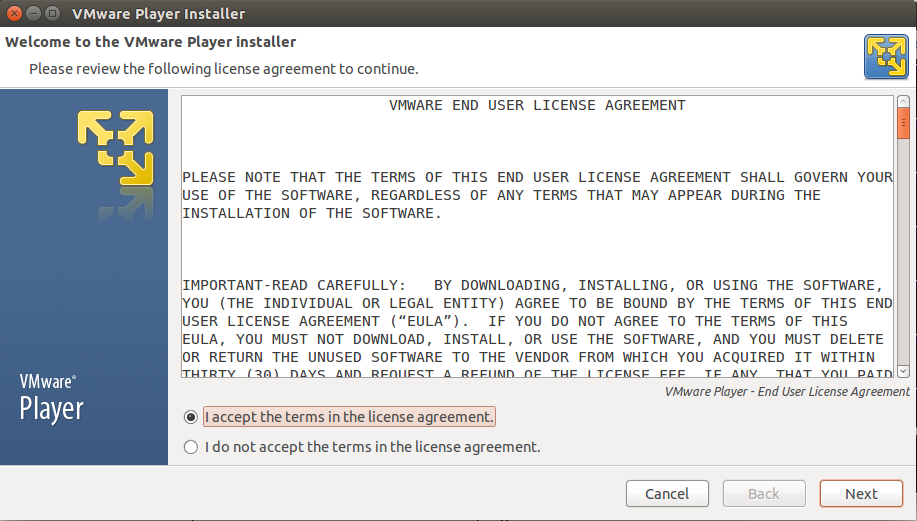 VMware Player Installer
Welcome to the VMware Player installer
Please review the following license agreement to continue.
VMWARE END USER LICENSE AGREEMENT
PLEASE NOTE THAT THE TERMS OF THIS END USER LICENSE AGREEMENT SHALL GOVERN YOUR
USE OF THE SOFTWARE, REGARDLESS OF ANY TERMS THAT MAY APPEAR DURING THE
INSTALLATION OF THE SOFTWARE.
IMPORTANT-READ CAREFULLY:   BY DOWNLOADING, INSTALLING, OR USING THE SOFTWARE,
YOU (THE INDIVIDUAL OR LEGAL ENTITY) AGREE TO BE BOUND BY THE TERMS OF THIS END
USER LICENSE AGREEMENT (“EULA”).  IF YOU DO NOT AGREE TO THE TERMS OF THIS
EULA, YOU MUST NOT DOWNLOAD, INSTALL, OR USE THE SOFTWARE, AND YOU MUST DELETE
OR RETURN THE UNUSED SOFTWARE TO THE VENDOR FROM WHICH YOU ACQUIRED IT WITHIN
THIRTY (30) DAYS AND REQUEST A REFUND OF THE LICENSE FEE, IF ANY, THAT YOU PAID
VMware Player - End User License Agreement
VMware®
Player
I accept the terms in the license agreement.
I do not accept the terms in the license agreement.
Cancel
Back
Next